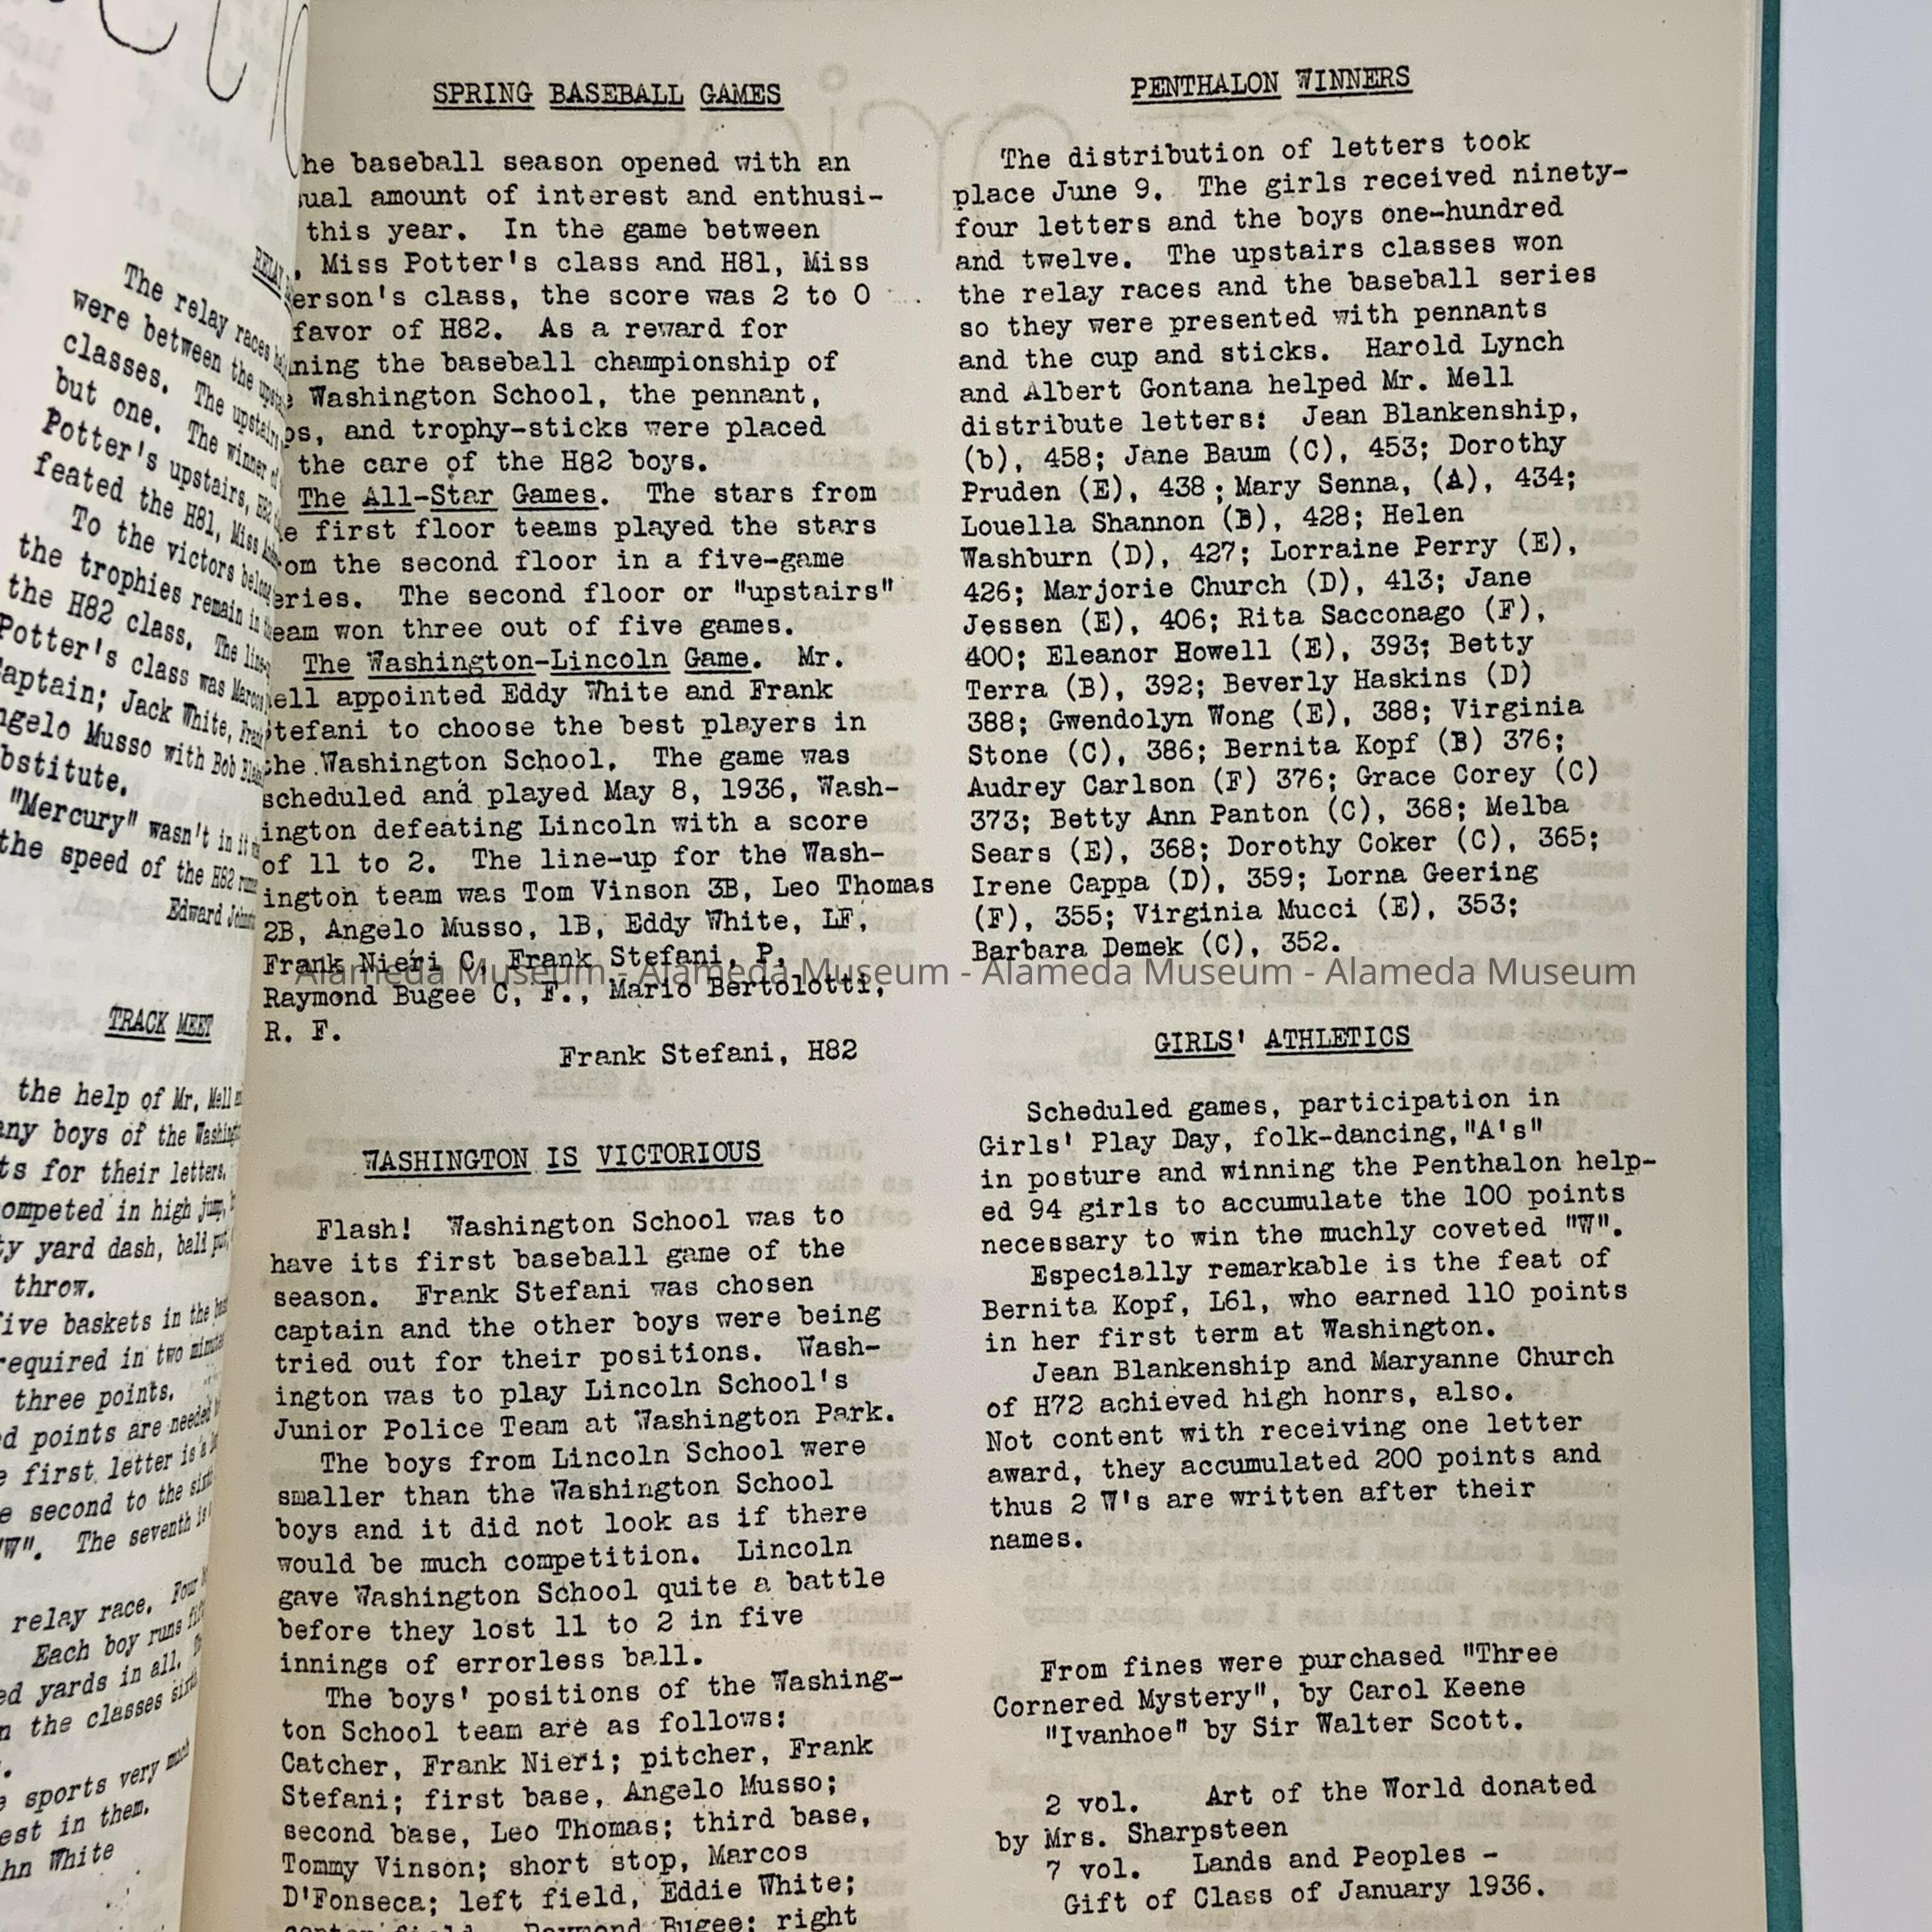 RELAY
The relay races
were between the
classes. The upstairs
but one. The winner of
Potter's upstairs, H82
feated the H81, Miss
To the victors belong
the trophies remain in the
the H82 class. The line-
Potter's class was Marcos
Captain; Jack White, Frank
Angelo Musso with Bob
bstitute.
"Mercury" wasn't in it
the speed of the H82
Edward
TRACK MEET
the help of Mr. Mell
any boys of the
ts for their letters.
ompeted in high jump,
ty yard dash, ball put,
throw.
five baskets in the
required in two
three points.
ed points are needed
e first letter is a
e second to the
"W". The seventh is
relay race. Four
Each boy runs
ed yards in all.
n the classes
e sports very much
est in them.
hn White
SPRING BASEBALL GAMES
he baseball season opened with an
sual amount of interest and enthusi-
this year. In the game between
. Miss Potter's class and H81, Miss
erson's class, the score was 2 to 0
favor of H82. As a reward for
ning the baseball championship of
e Washington School, the pennant,
ps, and trophy-sticks were placed
the care of the H82 boys.
The All-Star Games. The stars from
e first floor teams played the stars
om the second floor in a five-game
eries. The second floor or "upstairs"
eam won three out of five games.
The Washington-Lincoln Game. Mr.
ell appointed Eddy White and Frank
Stefani to choose the best players in
the Washington School. The game was
scheduled and played May 8, 1936, Wash-
ington defeating Lincoln with a score
of 11 to 2. The line-up for the Wash-
ington team was Tom Vinson 3B, Leo Thomas
2B, Angelo Musso, 1B, Eddy White, LF,
Frank Nieri C, Frank Stefani, P,
Raymond Bugee C, F., Mario Bertolotti,
R. F.
Frank Stefani, H82
WASHINGTON IS VICTORIOUS
Flash! Washington School was to
have its first baseball game of the
season. Frank Stefani was chosen
captain and the other boys were being
tried out for their positions. Wash-
ington was to play Lincoln School's
Junior Police Team at Washington Park.
The boys from Lincoln School were
smaller than the Washington School
boys and it did not look as if there
would be much competition. Lincoln
gave Washington School quite a battle
before they lost 11 to 2 in five
innings of errorless ball.
The boys' positions of the Washing-
ton School team are as follows:
Catcher, Frank Nieri; pitcher, Frank
Stefani; first base, Angelo Musso;
second base, Leo Thomas; third base,
Tommy Vinson; short stop, Marcos
D'Fonseca; left field, Eddie White;
center field, Raymond Bugee; right
PENTHALON WINNERS
The distribution of letters took
place June 9. The girls received ninety-
four letters and the boys one-hundred
and twelve. The upstairs classes won
the relay races and the baseball series
so they were presented with pennants
and the cup and sticks. Harold Lynch
and Albert Gontana helped Mr. Mell
distribute letters: Jean Blankenship,
(b), 458; Jane Baum (C), 453; Dorothy
Pruden (E), 438; Mary Senna, (A), 434;
Louella Shannon (B), 428; Helen
Washburn (D), 427; Lorraine Perry (E),
426; Marjorie Church (D), 413; Jane
Jessen (E), 406; Rita Sacconago (F),
400; Eleanor Howell (E), 393; Betty
Terra (B), 392; Beverly Haskins (D)
388; Gwendolyn Wong (E), 388; Virginia
Stone (C), 386; Bernita Kopf (B) 376;
Audrey Carlson (F) 376; Grace Corey (C)
373; Betty Ann Panton (C), 368; Melba
Sears (E), 368; Dorothy Coker (C), 365;
Irene Cappa (D), 359; Lorna Geering
(F), 355; Virginia Mucci (E), 353;
Barbara Demek (C), 352.
Alameda Museum - Alameda Museum - Alameda Museum - Alameda Museum
GIRLS' ATHLETICS
Scheduled games, participation in
Girls' Play Day, folk-dancing, "A's"
in posture and winning the Penthalon help-
ed 94 girls to accumulate the 100 points
necessary to win the muchly coveted "W".
Especially remarkable is the feat of
Bernita Kopf, L61, who earned 110 points
in her first term at Washington.
Jean Blankenship and Maryanne Church
of H72 achieved high honrs, also.
Not content with receiving one letter
award, they accumulated 200 points and
thus 2 W's are written after their
names.
From fines were purchased "Three
Cornered Mystery", by Carol Keene
"Ivanhoe" by Sir Walter Scott.
2 vol. Art of the World donated
by Mrs. Sharpsteen
7 vol. Lands and Peoples -
Gift of Class of January 1936.